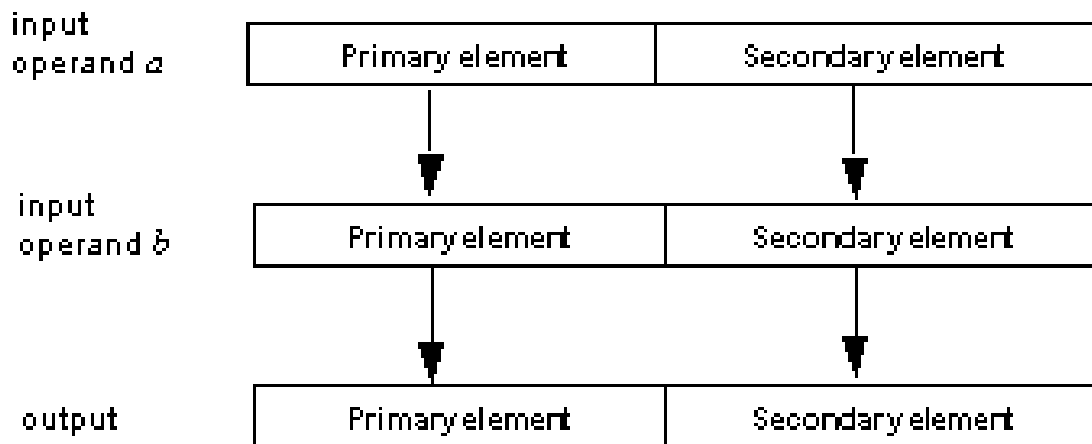 input
operand a
Primary element
Secondary element
input
operand b
Primary element
Secondary element
output
Primary element
Secondary element